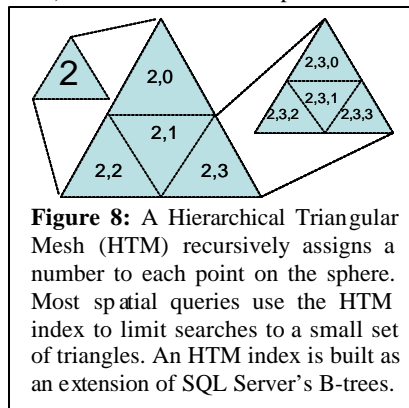 2
2,0
2,1
2,2
2,3
2,3,0
2,3,1
2,3,2
2,3,3
Figure 8: A Hierarchical Triangular
Mesh (HTM) recursively assigns a
number to each point on the sphere.
Most spatial queries use the HTM
index to limit searches to a small set
of triangles. An HTM index is built as
an extension of SQL Server's B-trees.